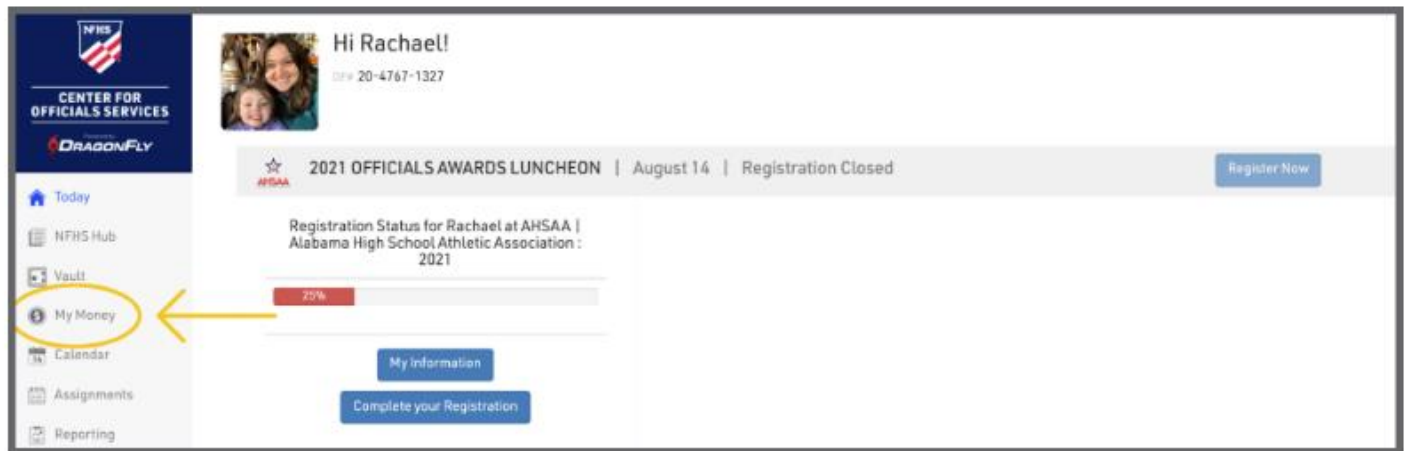 NFHS
CENTER FOR
OFFICIALS SERVICES
DRAGONFLY
Today
NFHS Hub
Vault
My Money
Calendar
Assignments
Reporting
Hi Rachael!
DF# 20-4767-1327
AHSAA
2021 OFFICIALS AWARDS LUNCHEON | August 14 | Registration Closed
Register Now
Registration Status for Rachael at AHSAA |
Alabama High School Athletic Association :
2021
25%
My Information
Complete your Registration